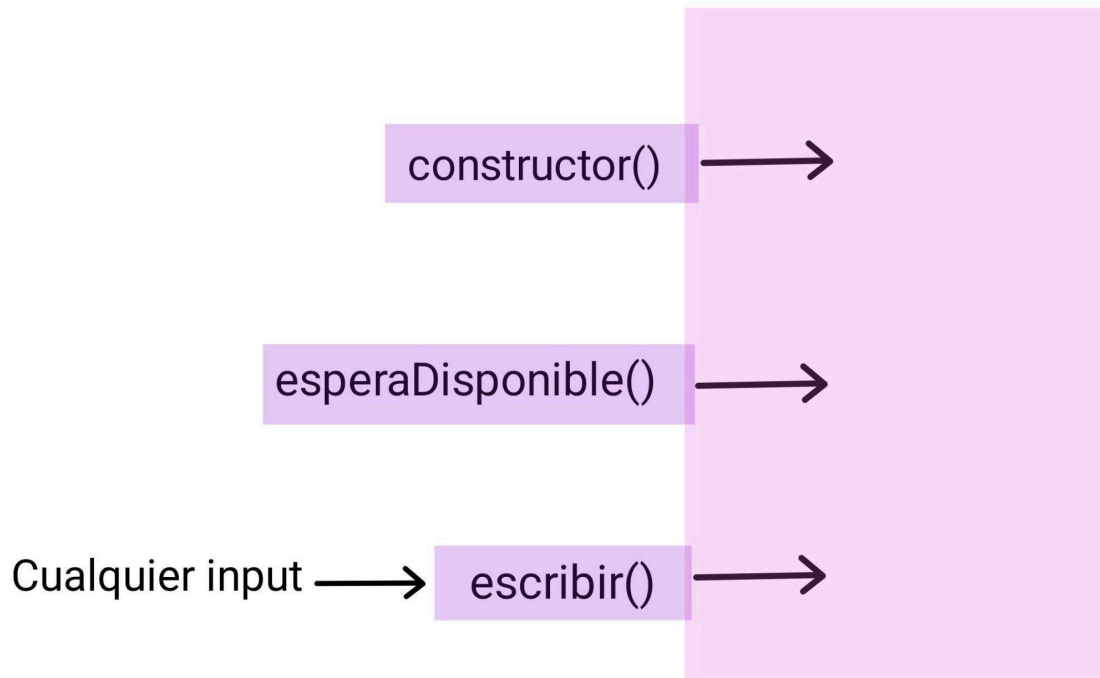 constructor()
esperaDisponible()
Cualquier input
escribir()